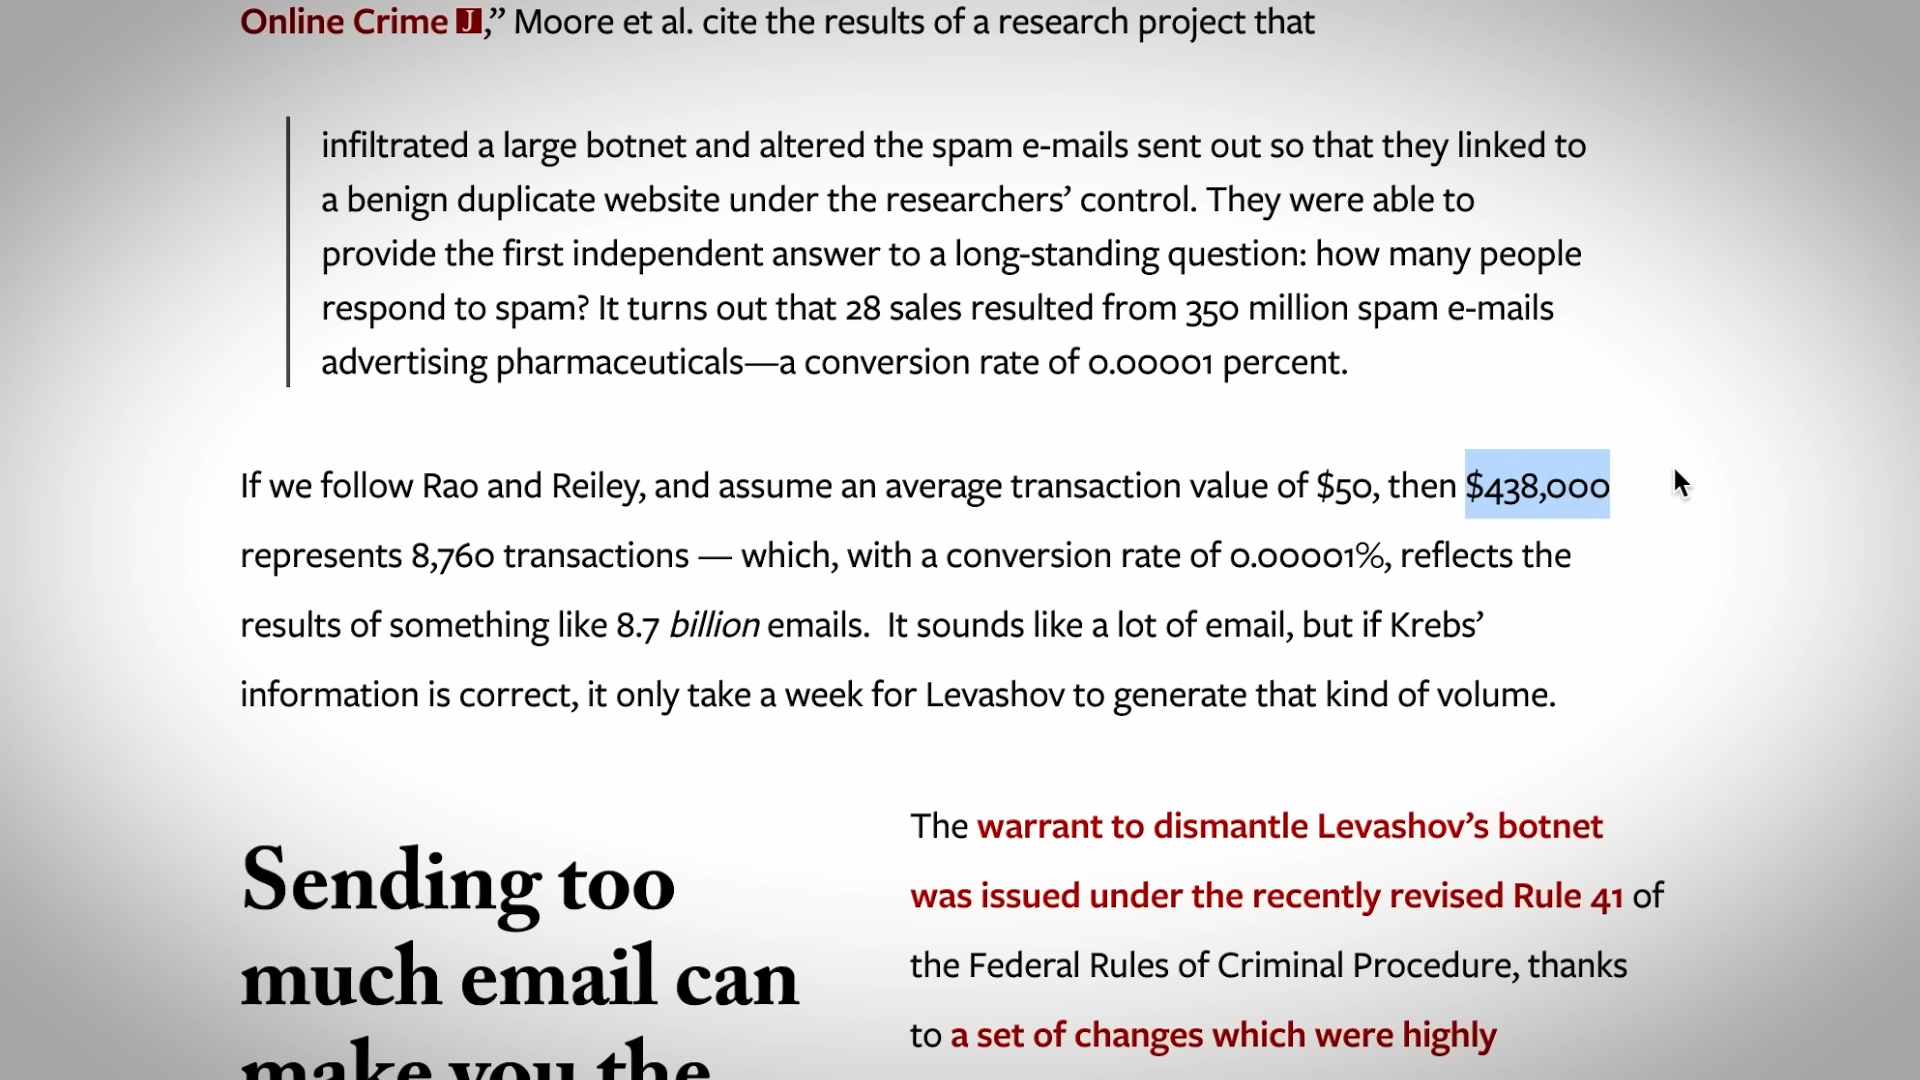 Online Crime J,” Moore et al. cite the results of a research project that
infiltrated a large botnet and altered the spam e-mails sent out so that they linked to
a benign duplicate website under the researchers’ control. They were able to
provide the first independent answer to a long-standing question: how many people
respond to spam? It turns out that 28 sales resulted from 350 million spam e-mails
advertising pharmaceuticals—a conversion rate of 0.00001 percent.
If we follow Rao and Reiley, and assume an average transaction value of $50, then $438,000
represents 8,760 transactions — which, with a conversion rate of 0.00001%, reflects the
results of something like 8.7 billion emails.  It sounds like a lot of email, but if Krebs’
information is correct, it only take a week for Levashov to generate that kind of volume.
Sending too
much email can
make you the
The warrant to dismantle Levashov’s botnet
was issued under the recently revised Rule 41 of
the Federal Rules of Criminal Procedure, thanks
to a set of changes which were highly